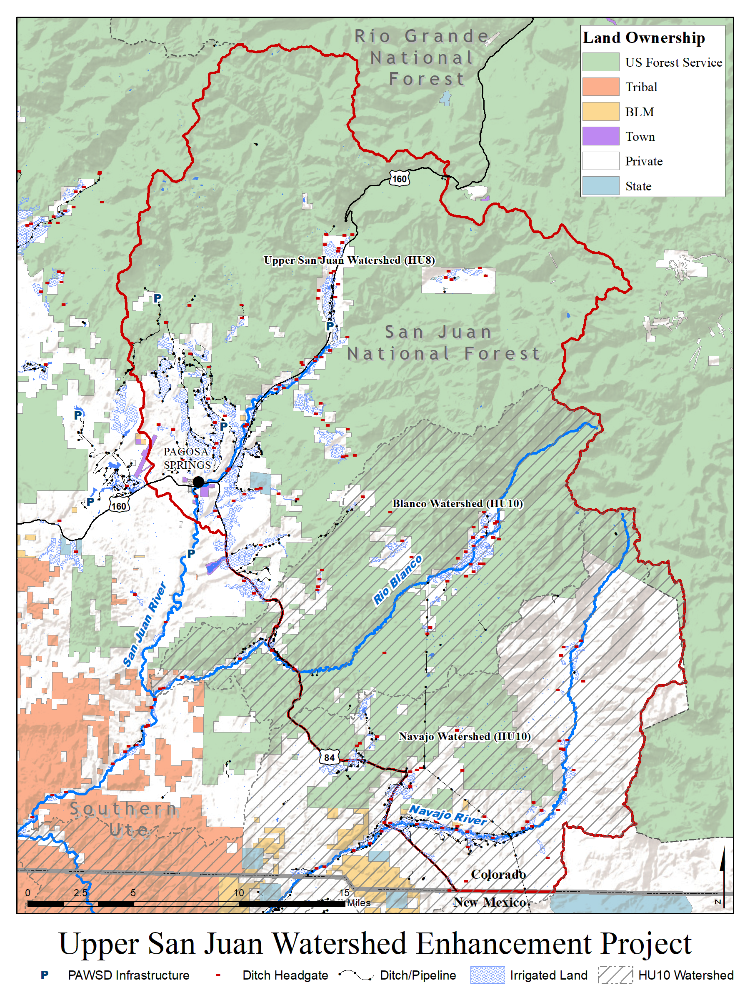 Rio Grande
National
Forest
Land Ownership
US Forest Service
Tribal
BLM
Town
Private
State
160
Upper San Juan Watershed (HU8)
P
P
San Juan
National Forest
P
P
PAGOSA
SPRINGS
P
160
Blanco Watershed (HU10)
P
Rio Blanco
San Juan River
Navajo Watershed (HU10)
84
Southern
Ute
Navajo River
Colorado
New Mexico
0 2.5 5 10 15
Miles
N
Upper San Juan Watershed Enhancement Project
P PAWSD Infrastructure Ditch Headgate Ditch/Pipeline Irrigated Land HU10 Watershed